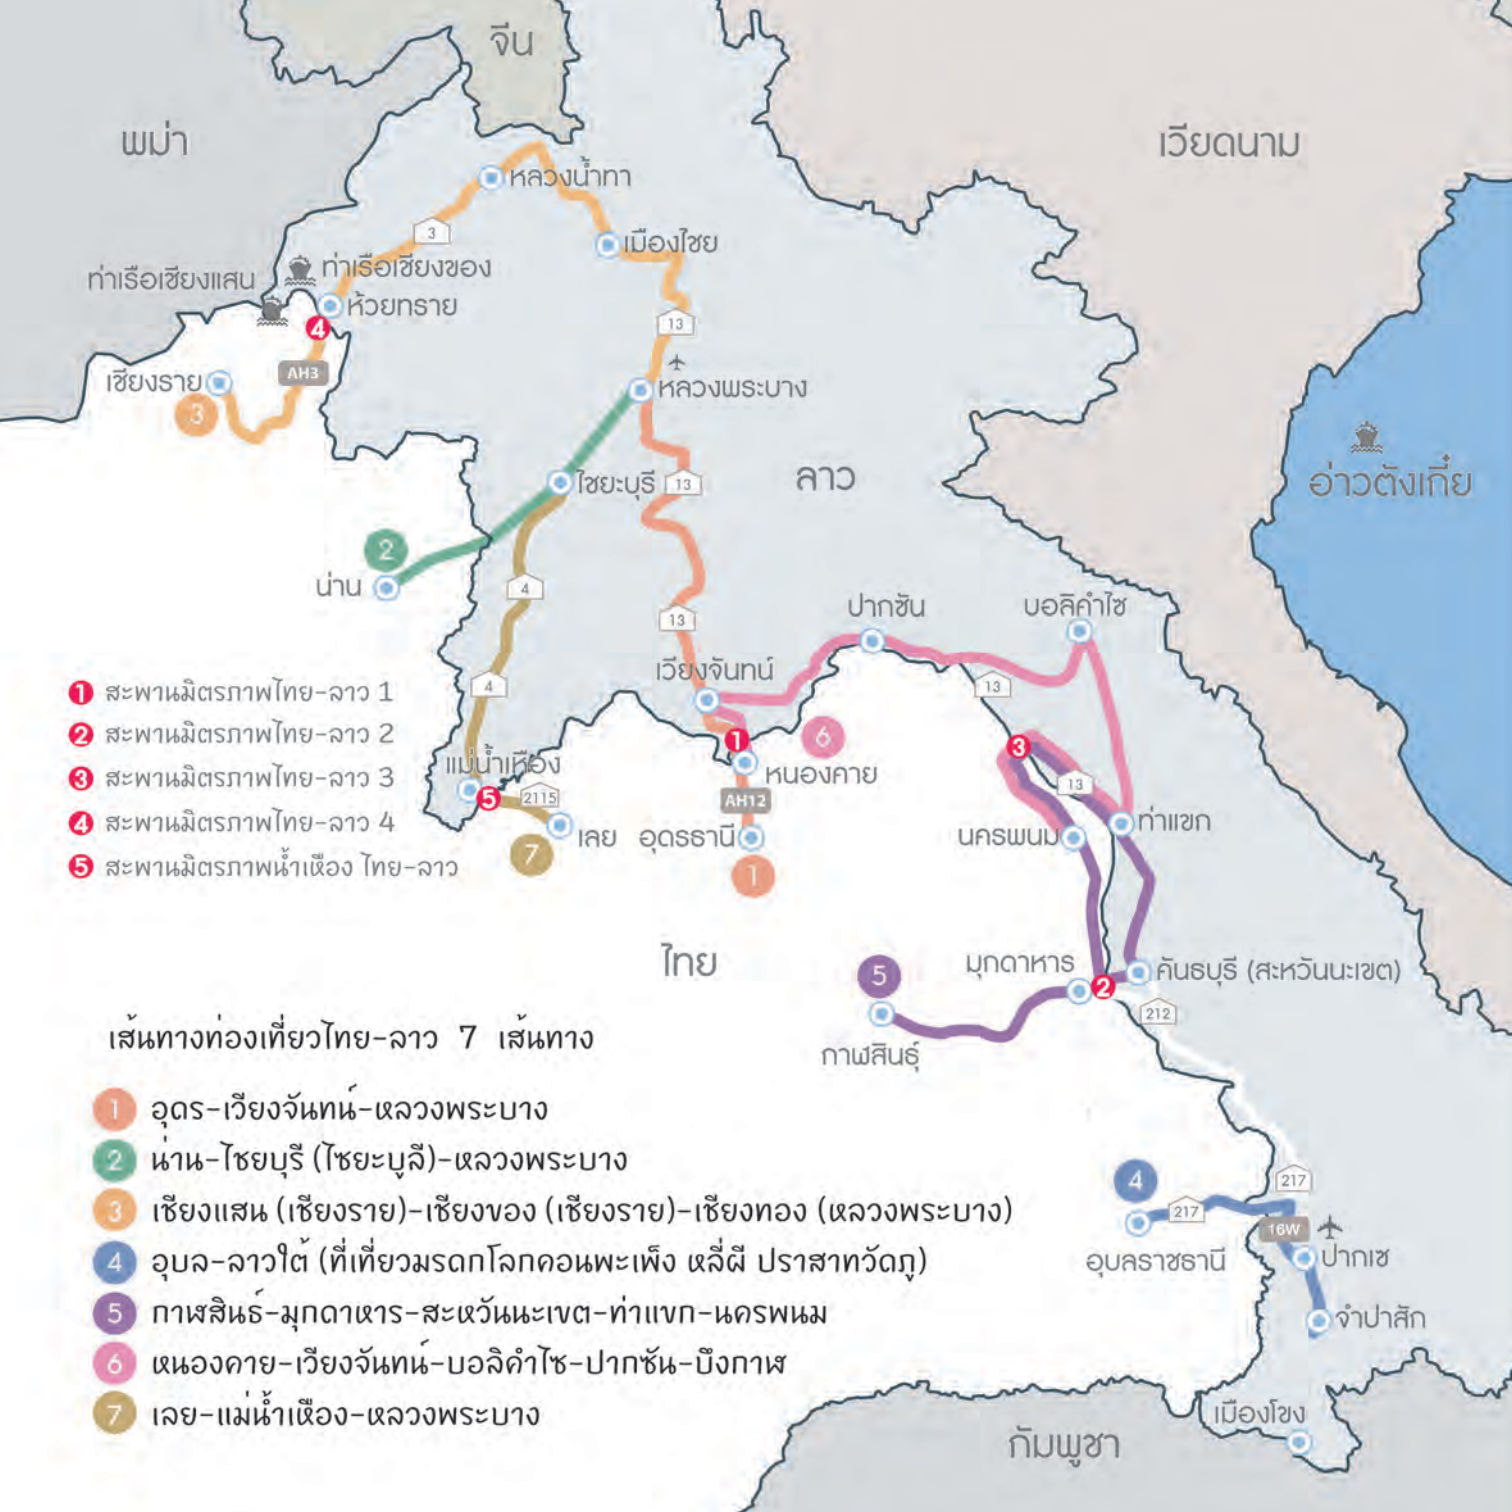 จีน
พม่า
เวียดนาม
หลวงน้ำทา
3
เมืองไชย
ท่าเรือเชียงแสน
ท่าเรือเชียงของ
ห้วยทราย
4
13
AH3
เชียงราย
3
หลวงพระบาง
ลาว
อ่าวตังเกี๋ย
ไชยะบุรี
13
2
น่าน
4
13
ปากซัน
บอลิคำไซ
เวียงจันทน์
4
13
1
6
3
แม่น้ำเหือง
หนองคาย
13
5
2115
AH12
เลย
อุดรธานี
นครพนม
ท่าแขก
7
1
1 สะพานมิตรภาพไทย-ลาว 1
2 สะพานมิตรภาพไทย-ลาว 2
3 สะพานมิตรภาพไทย-ลาว 3
4 สะพานมิตรภาพไทย-ลาว 4
5 สะพานมิตรภาพน้ำเหือง ไทย-ลาว
ไทย
5
มุกดาหาร
2
คันธบุรี (สะหวันนะเขต)
212
กาฬสินธุ์
4
217
217
16W
อุบลราชธานี
ปากเซ
จำปาสัก
เมืองโขง
กัมพูชา
เส้นทางท่องเที่ยวไทย-ลาว 7 เส้นทาง
1 อุดร-เวียงจันทน์-หลวงพระบาง
2 น่าน-ไชยบุรี (ไซยะบูลี)-หลวงพระบาง
3 เชียงแสน (เชียงราย)-เชียงของ (เชียงราย)-เชียงทอง (หลวงพระบาง)
4 อุบล-ลาวใต้ (ที่เที่ยวมรดกโลกคอนพะเพ็ง หลี่ผี ปราสาทวัดภู)
5 กาฬสินธ์-มุกดาหาร-สะหวันนะเขต-ท่าแขก-นครพนม
6 หนองคาย-เวียงจันทน์-บอลิคำไซ-ปากซัน-บึงกาฬ
7 เลย-แม่น้ำเหือง-หลวงพระบาง